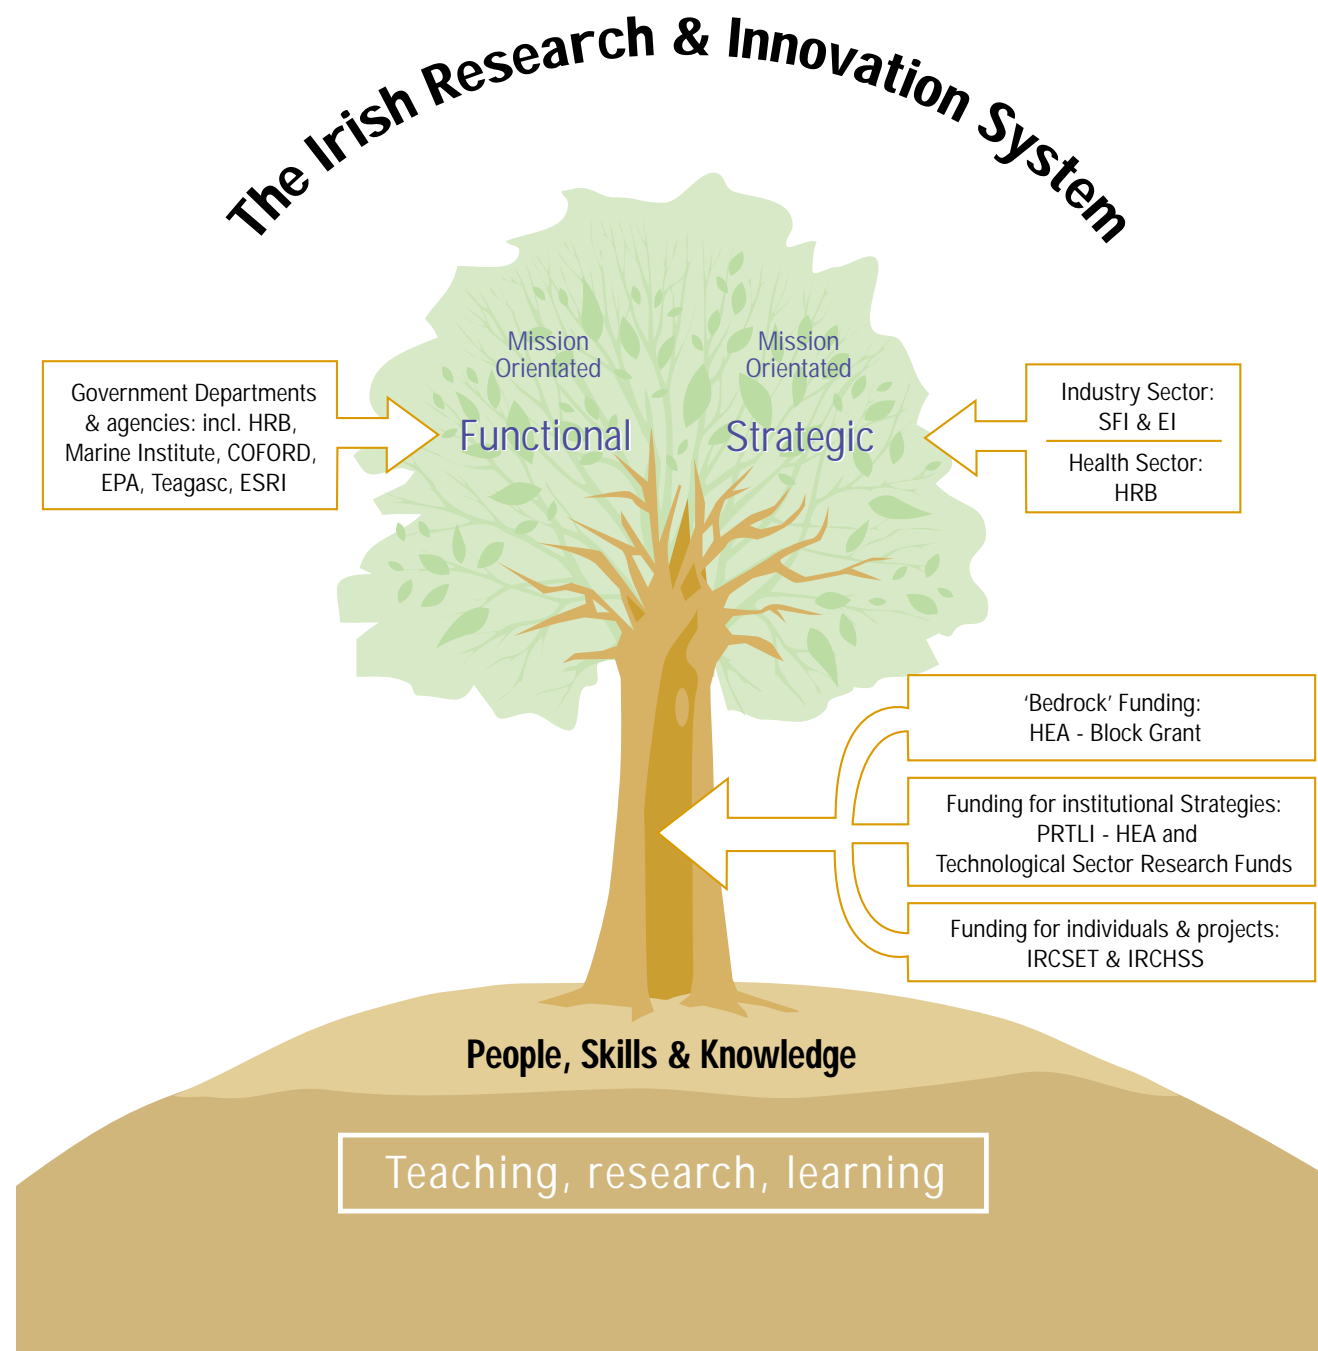 The Irish Research & Innovation System
Mission
Orientated
Functional
Mission
Orientated
Strategic
Government Departments
& agencies: incl. HRB,
Marine Institute, COFORD,
EPA, Teagasc, ESRI
Industry Sector:
SFI & EI
Health Sector:
HRB
‘Bedrock’ Funding:
HEA - Block Grant
Funding for institutional Strategies:
PRTLI - HEA and
Technological Sector Research Funds
Funding for individuals & projects:
IRCSET & IRCHSS
People, Skills & Knowledge
Teaching, research, learning